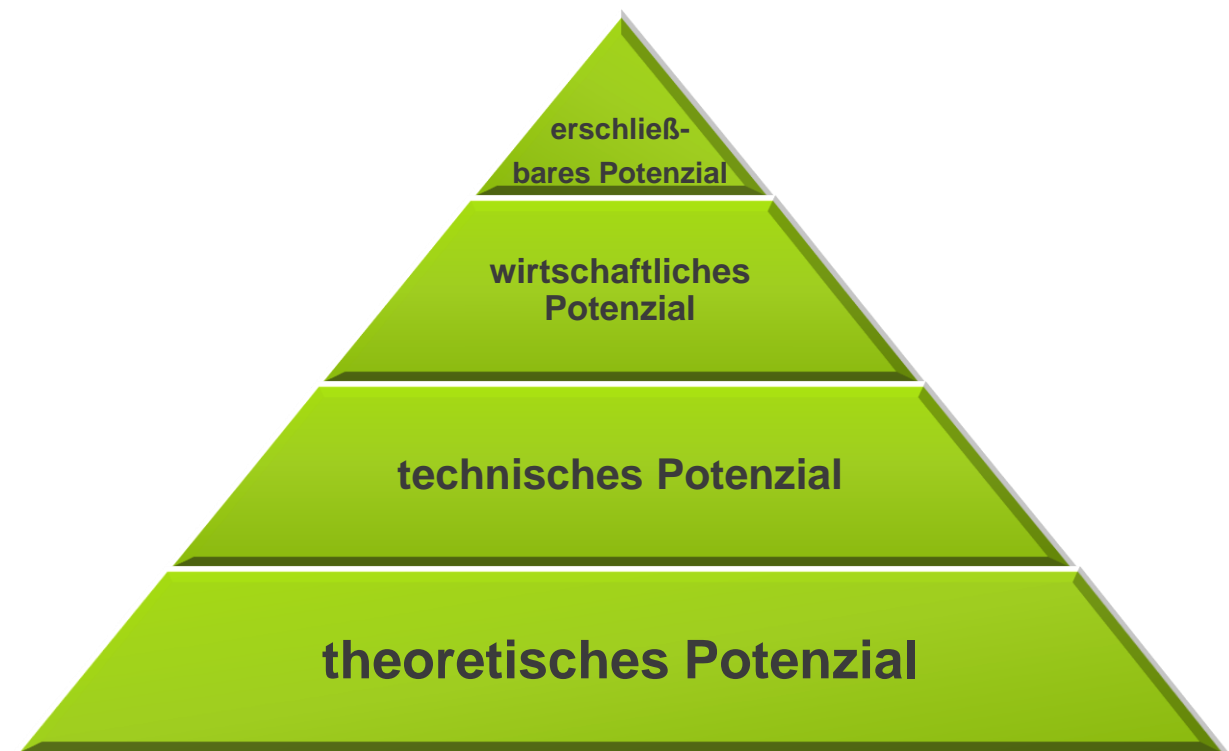 erschließ-
bares Potenzial
wirtschaftliches
Potenzial
technisches Potenzial
theoretisches Potenzial